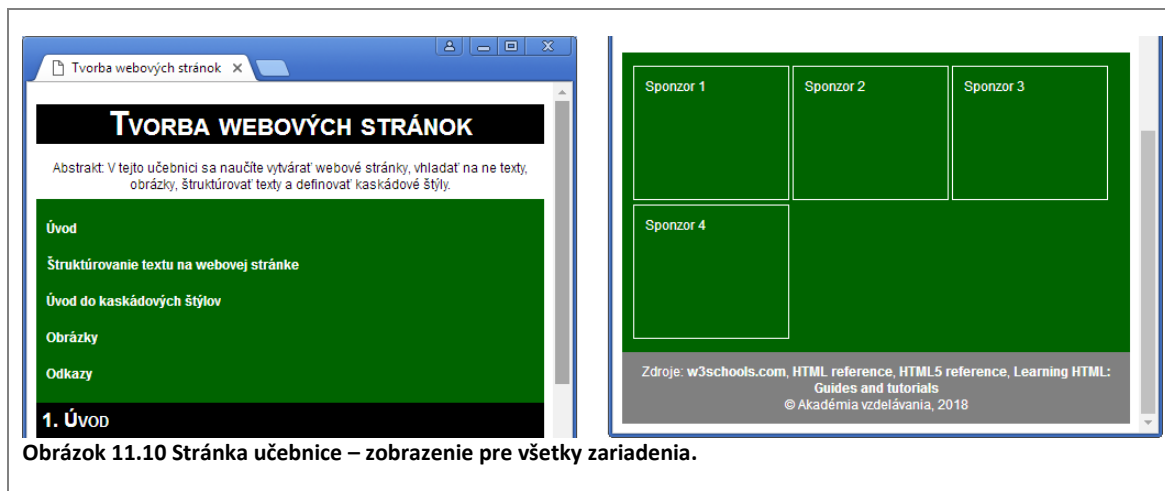 Tvorba webových stránok
TVORBA WEBOVÝCH STRÁNOK
Abstrakt: V tejto učebnici sa naučíte vytvárať webové stránky, vhladať na ne texty,
obrázky, štruktúrovať texty a definovať kaskádové štýly.
Úvod
Štruktúrovanie textu na webovej stránke
Úvod do kaskádových štýlov
Obrázky
Odkazy
1. ÚVOD
Sponzor 1
Sponzor 2
Sponzor 3
Sponzor 4
Zdroje: w3schools.com, HTML reference, HTML5 reference, Learning HTML:
Guides and tutorials
© Akadémia vzdelávania, 2018
Obrázok 11.10 Stránka učebnice – zobrazenie pre všetky zariadenia.